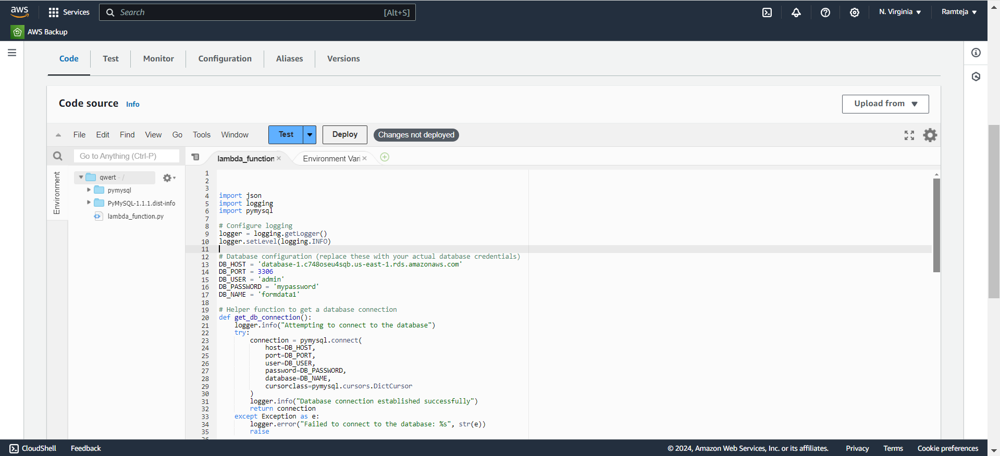 aws Services Search [Alt+S] N. Virginia Ramteja
AWS Backup
Code Test Monitor Configuration Aliases Versions
Code source Info Upload from
File Edit Find View Go Tools Window Test Deploy Changes not deployed
Go to Anything (Ctrl-P) lambda_function Environment Vari
Environment
qwert - /
pymysql
PyMySQL-1.1.1.dist-info
lambda_function.py
1
2
3
4 import json
5 import logging
6 import pymysql
7
8 # Configure logging
9 logger = logging.getLogger()
10 logger.setLevel(logging.INFO)
11
12 # Database configuration (replace these with your actual database credentials)
13 DB_HOST = 'database-1.c748oseu4sqb.us-east-1.rds.amazonaws.com'
14 DB_PORT = 3306
15 DB_USER = 'admin'
16 DB_PASSWORD = 'mypassword'
17 DB_NAME = 'formdata1'
18
19 # Helper function to get a database connection
20 def get_db_connection():
21     logger.info("Attempting to connect to the database")
22     try:
23         connection = pymysql.connect(
24             host=DB_HOST,
25             port=DB_PORT,
26             user=DB_USER,
27             password=DB_PASSWORD,
28             database=DB_NAME,
29             cursorclass=pymysql.cursors.DictCursor
30         )
31         logger.info("Database connection established successfully")
32         return connection
33     except Exception as e:
34         logger.error("Failed to connect to the database: %s", str(e))
35         raise
CloudShell Feedback © 2024, Amazon Web Services, Inc. or its affiliates. Privacy Terms Cookie preferences